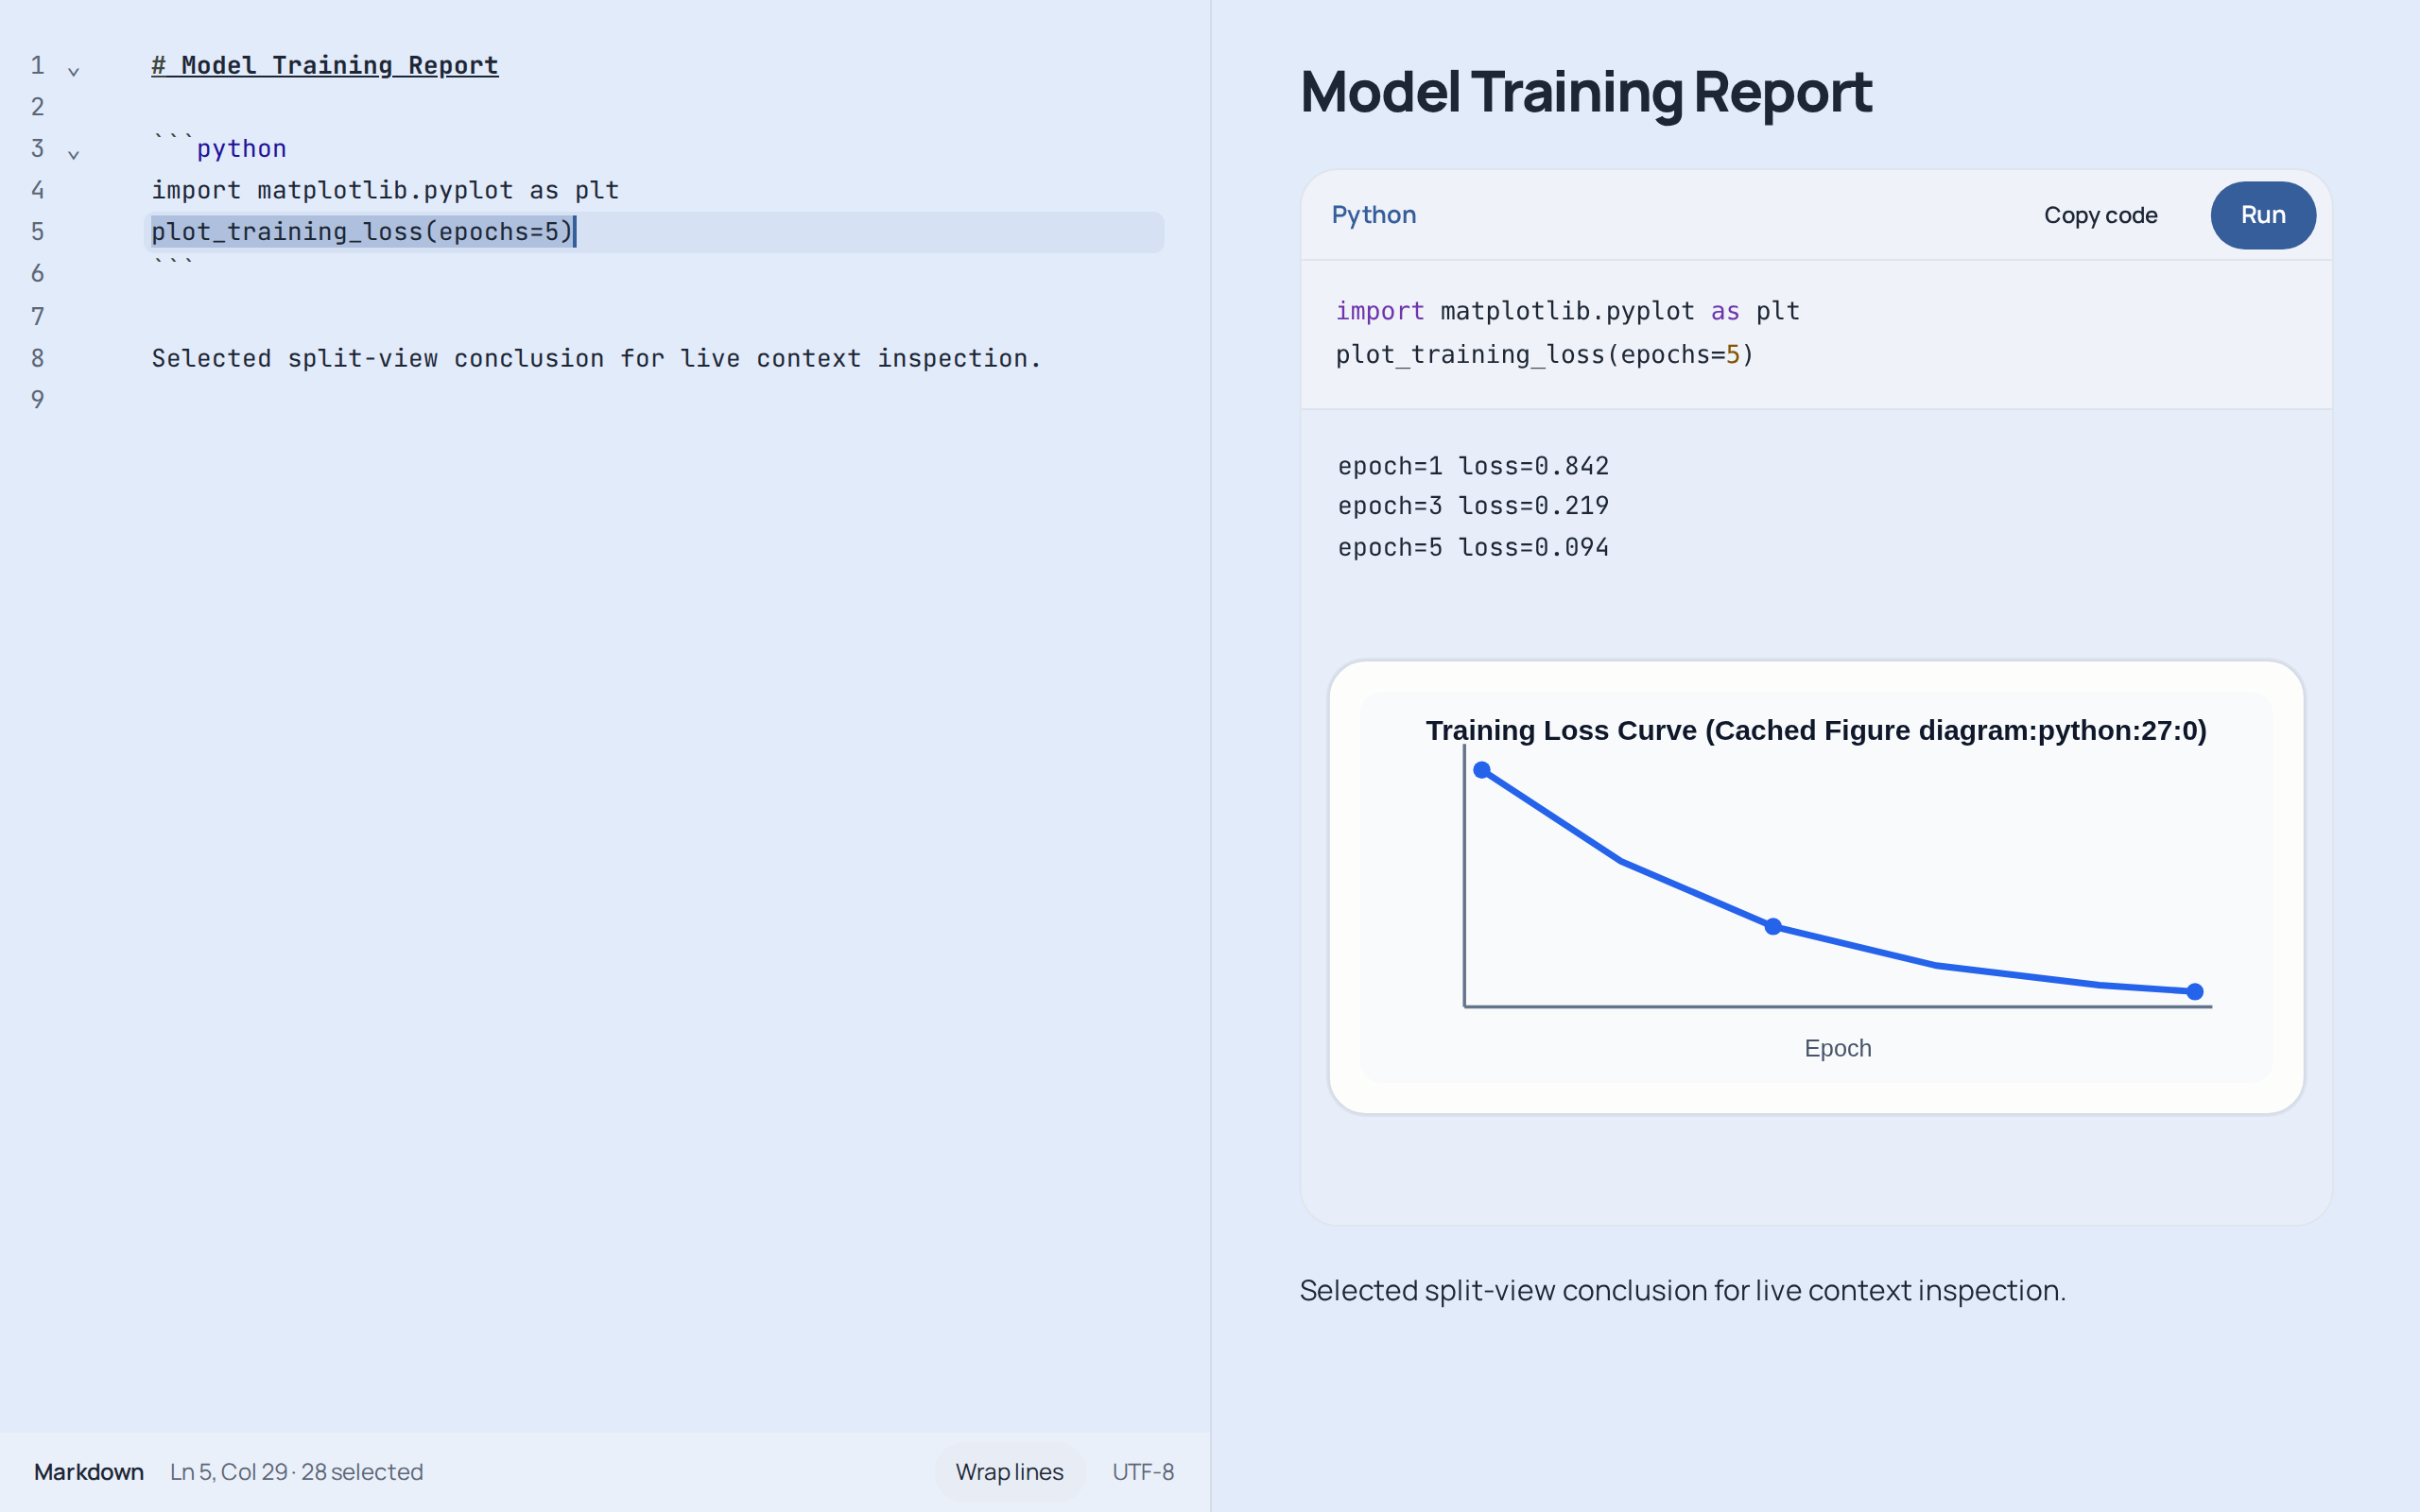 1 # Model Training Report
2
3 ```python
4 import matplotlib.pyplot as plt
5 plot_training_loss(epochs=5)
6 ```
7
8 Selected split-view conclusion for live context inspection.
9
Markdown Ln 5, Col 29 · 28 selected Wrap lines UTF-8
Model Training Report
Python Copy code Run
import matplotlib.pyplot as plt
plot_training_loss(epochs=5)
epoch=1 loss=0.842
epoch=3 loss=0.219
epoch=5 loss=0.094
Training Loss Curve (Cached Figure diagram:python:27:0)
Epoch
Selected split-view conclusion for live context inspection.